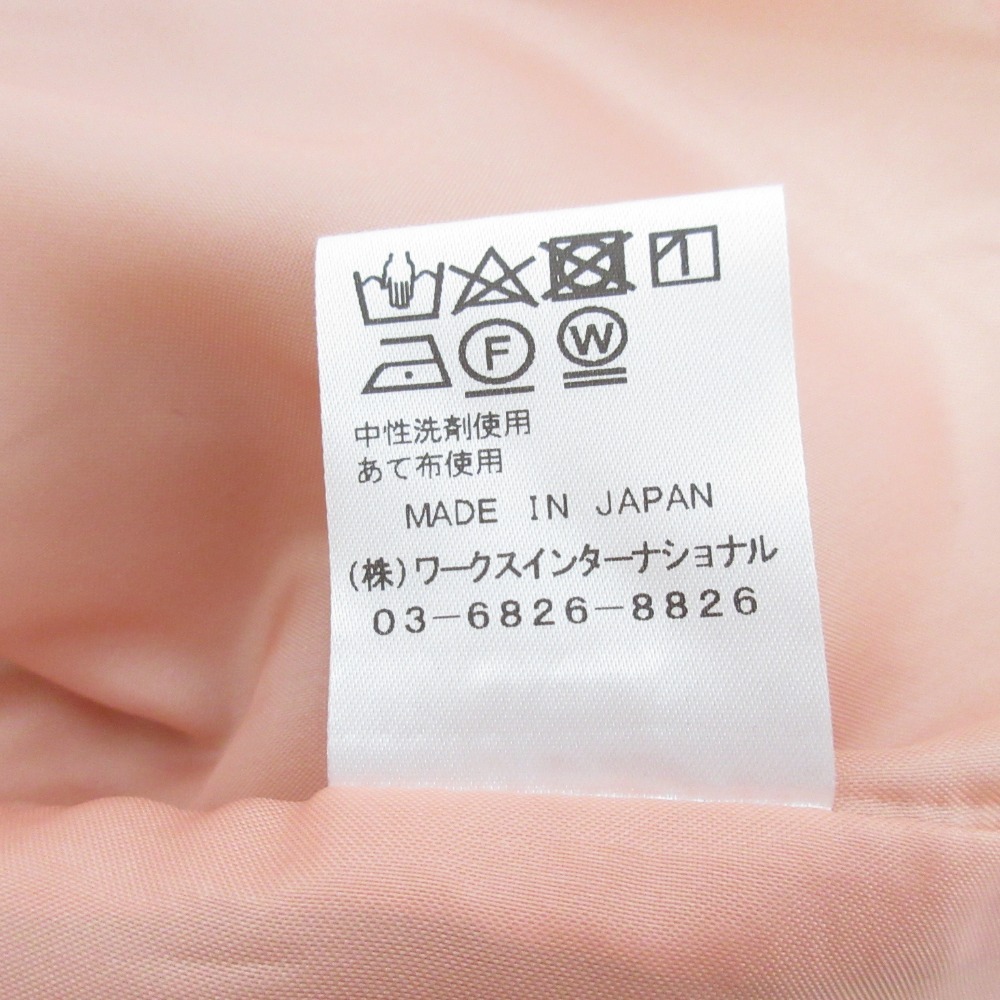 F W
中性洗剤使用
あて布使用
MADE IN JAPAN
(株)ワークスインターナショナル
03-6826-8826